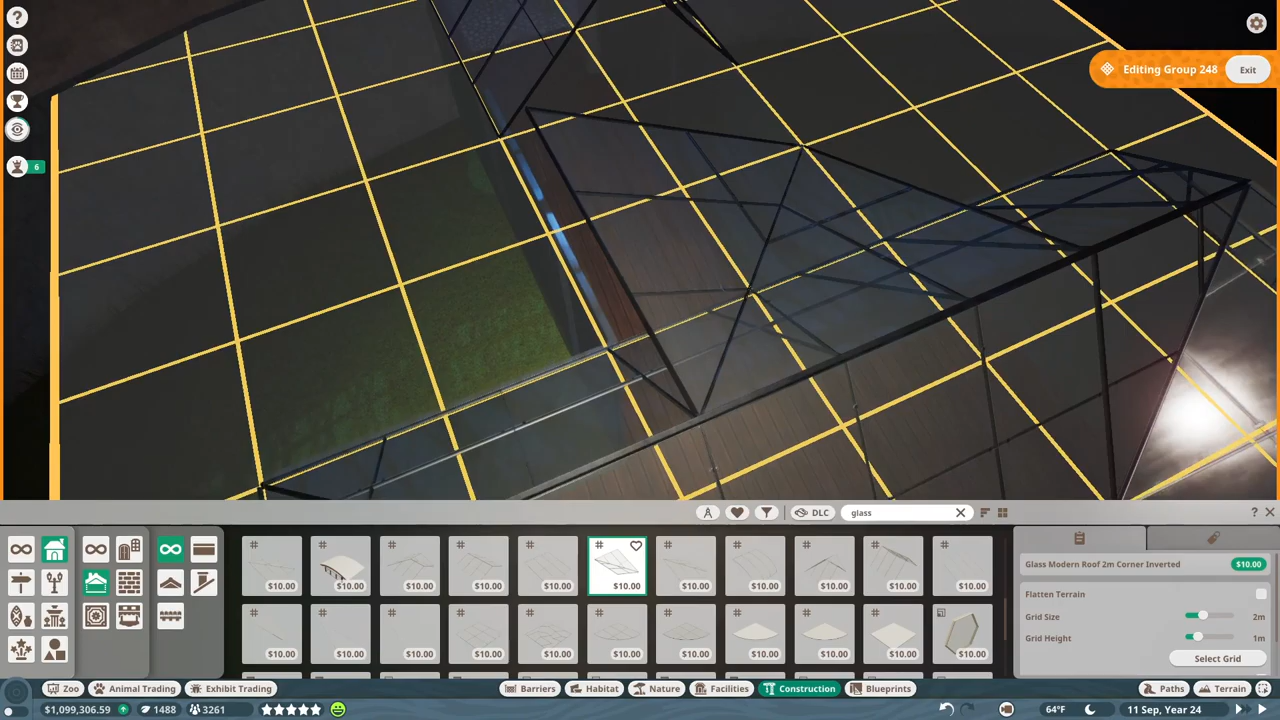 ?
Editing Group 248
Exit
6
DLC
glass
?
$10.00 $10.00 $10.00 $10.00 $10.00 $10.00 $10.00 $10.00 $10.00 $10.00 $10.00
$10.00 $10.00 $10.00 $10.00 $10.00 $10.00 $10.00 $10.00 $10.00 $10.00 $10.00
Glass Modern Roof 2m Corner Inverted $10.00
Flatten Terrain
Grid Size 2m
Grid Height 1m
Select Grid
Zoo Animal Trading Exhibit Trading Barriers Habitat Nature Facilities Construction Blueprints Paths Terrain
$1,099,306.59 1488 3261 64°F 11 Sep, Year 24